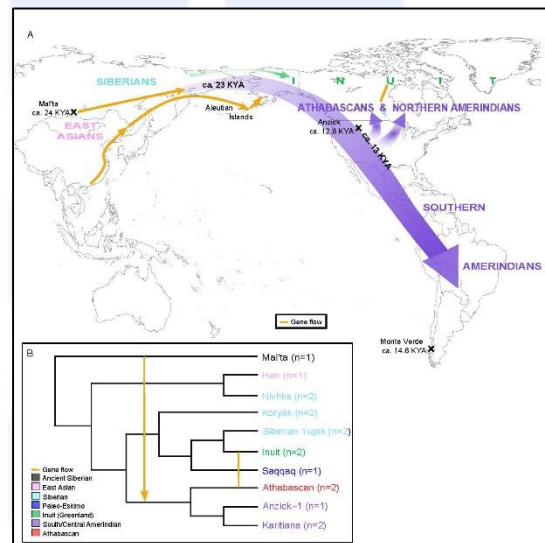 A
SIBERIANS
ca. 23 KYA
I N U I T
Mal'ta
ca. 24 KYA
EAST
ASIANS
Aleutian
Islands
ATHABASCANS & NORTHERN AMERINDIANS
Anzick
ca. 12.6 KYA
ca. 13 KYA
SOUTHERN
AMERINDIANS
Gene flow
Monte Verde
ca. 14.6 KYA
B
Mal'ta (n=1)
Han (n=1)
Nivhks (n=2)
Koryak (n=2)
Siberian Yupik (n=2)
Inuit (n=2)
Saqqaq (n=1)
Athabascan (n=2)
Anzick-1 (n=1)
Karitiana (n=2)
Gene flow
Ancient Siberian
East Asian
Siberian
Paleo-Eskimo
Inuit (Greenland)
South/Central Amerindian
Athabascan